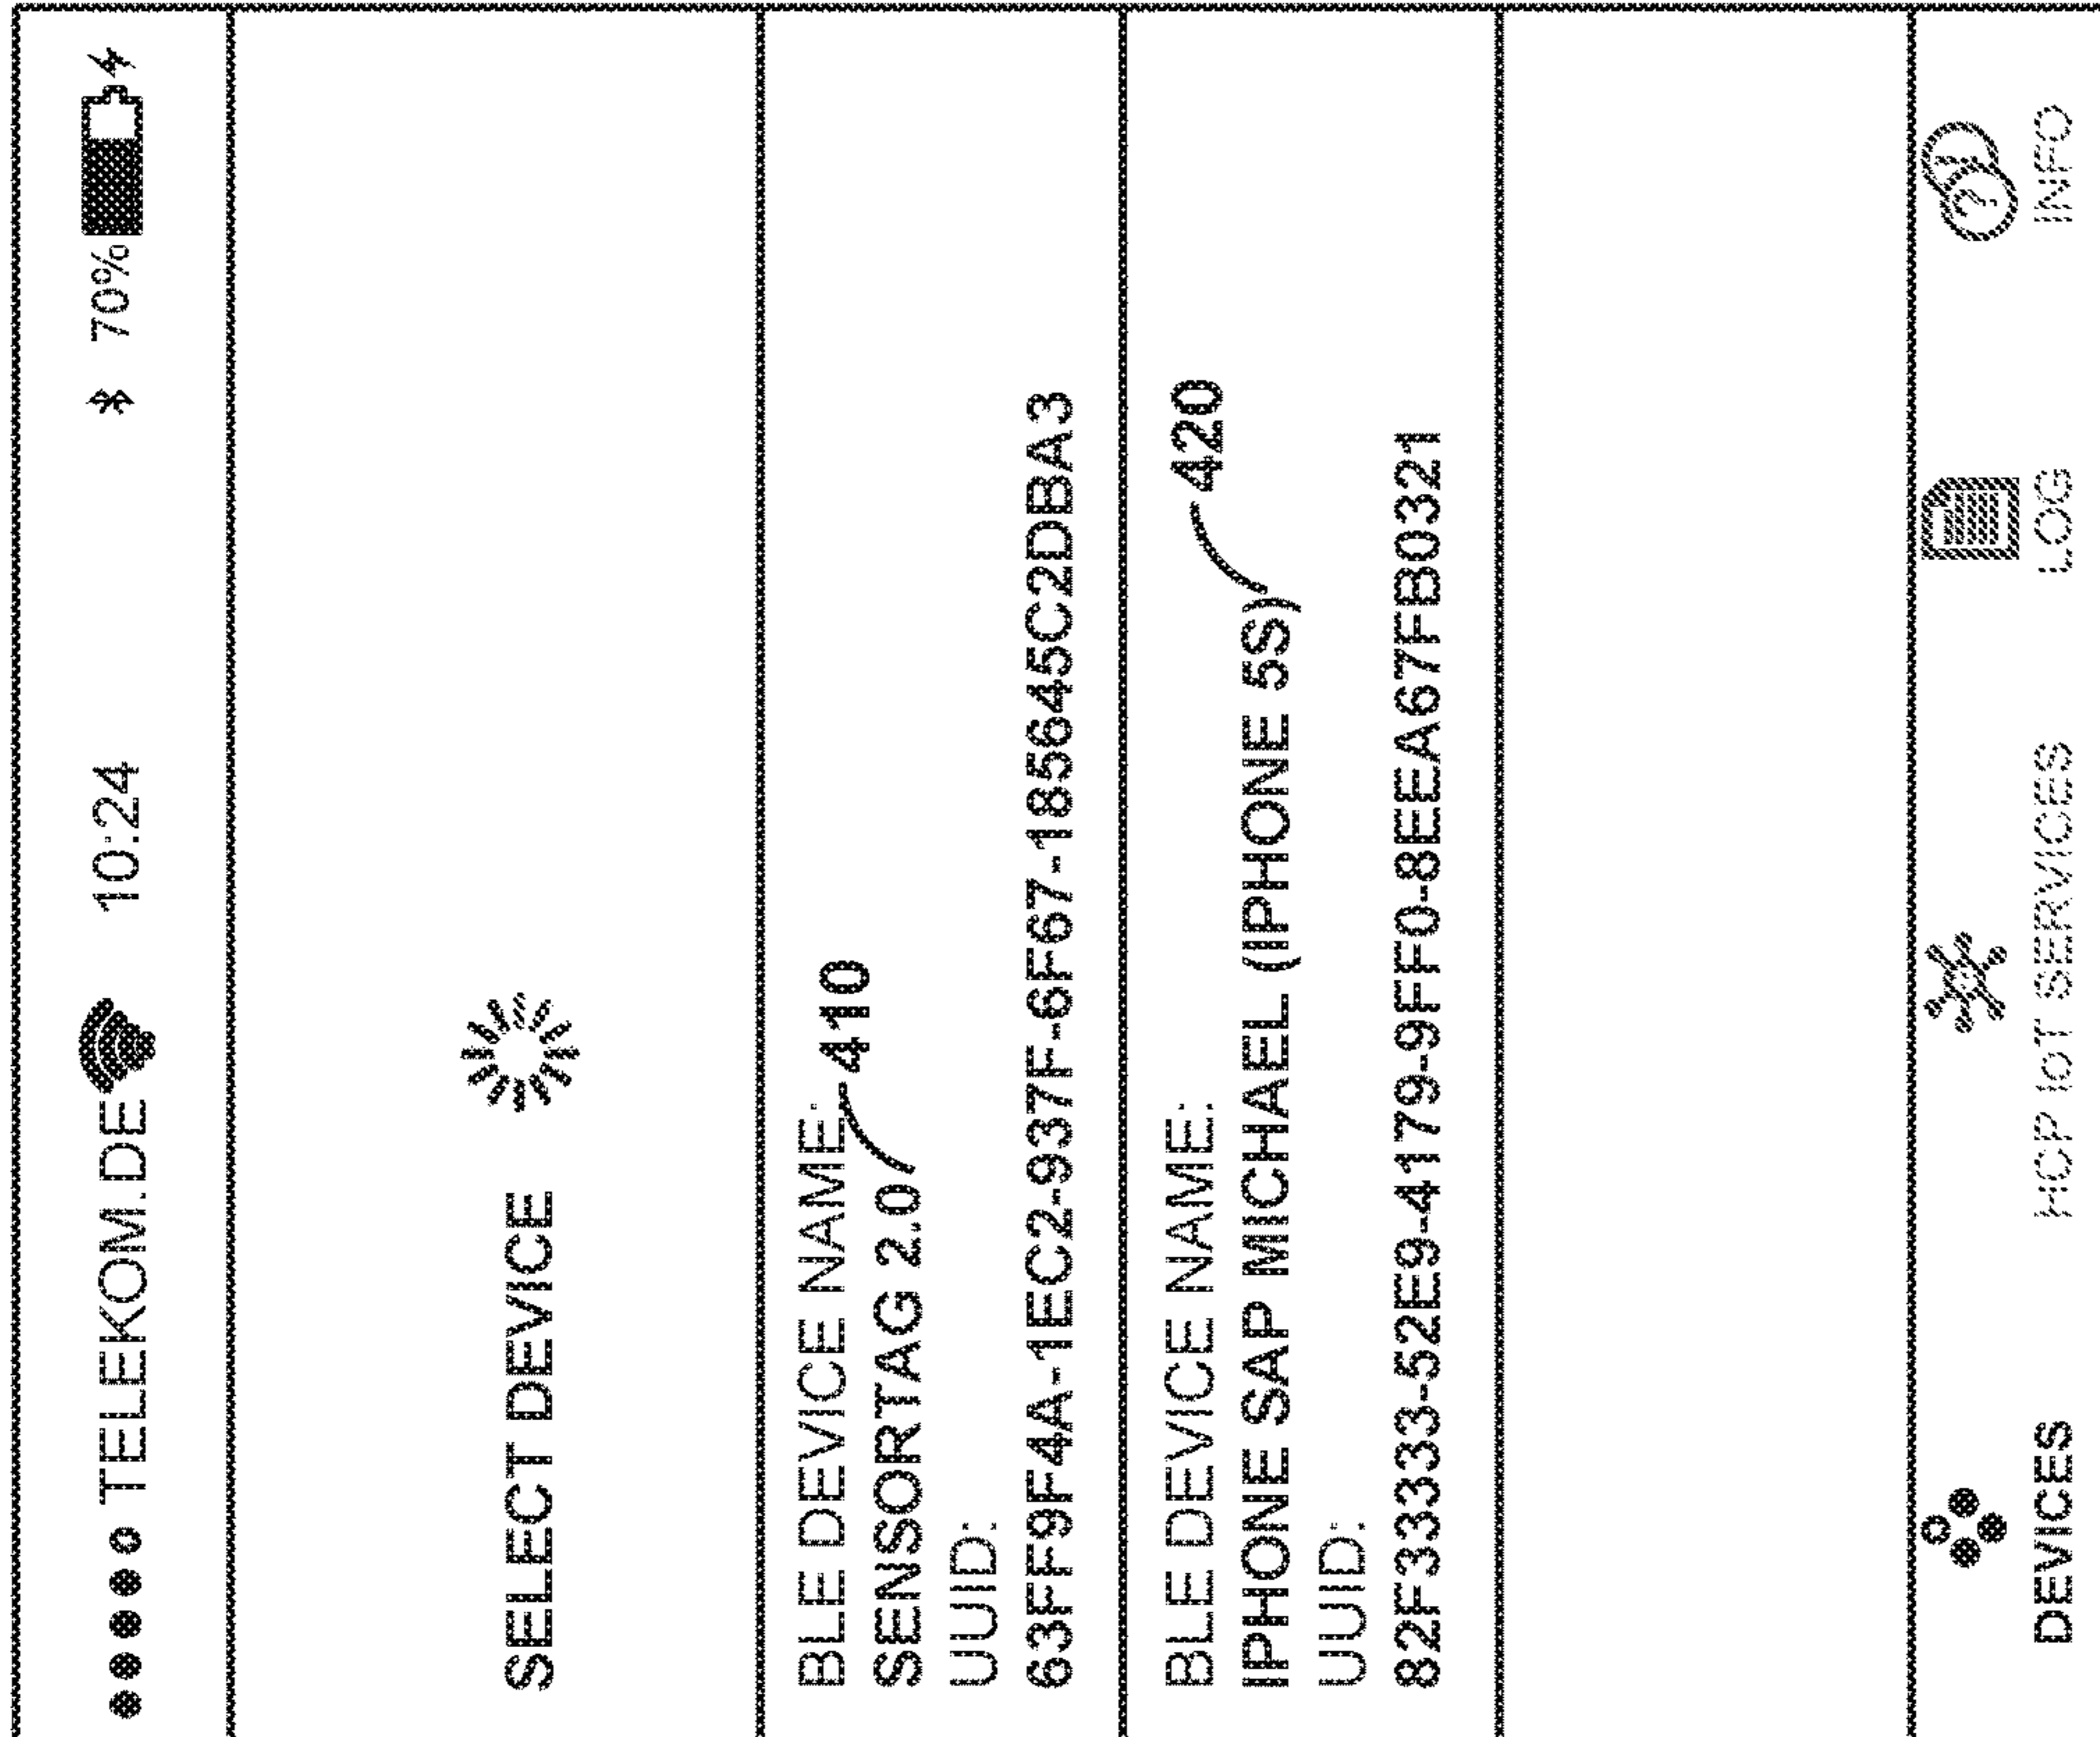 TELEKOM.DE 10:24 70%
SELECT DEVICE
BLE DEVICE NAME: 410
SENSORTAG 2.0
UUID:
63FF9F4A-1EC2-937F-6F67-185645C2DBA3
BLE DEVICE NAME: 420
IPHONE SAP MICHAEL (IPHONE 5S)
UUID:
82F33333-52E9-4179-9FF0-8EEA67FB0321
? i
DEVICES HCP IoT SERVICES LOG INFO